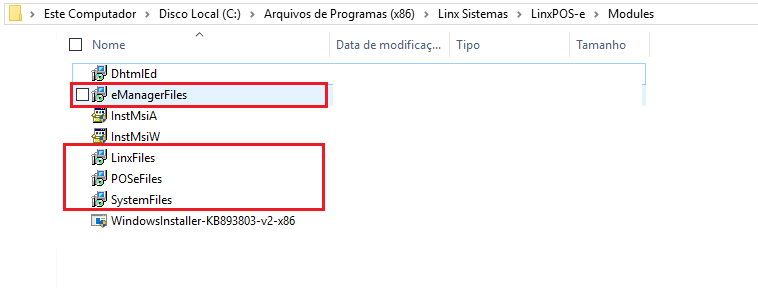 Este Computador > Disco Local (C:) > Arquivos de Programas (x86) > Linx Sistemas > LinxPOS-e > Modules
Nome Data de modificaç... Tipo Tamanho
DhtmlEd
eManagerFiles
InstMsiA
InstMsiW
LinxFiles
POSeFiles
SystemFiles
WindowsInstaller-KB893803-v2-x86